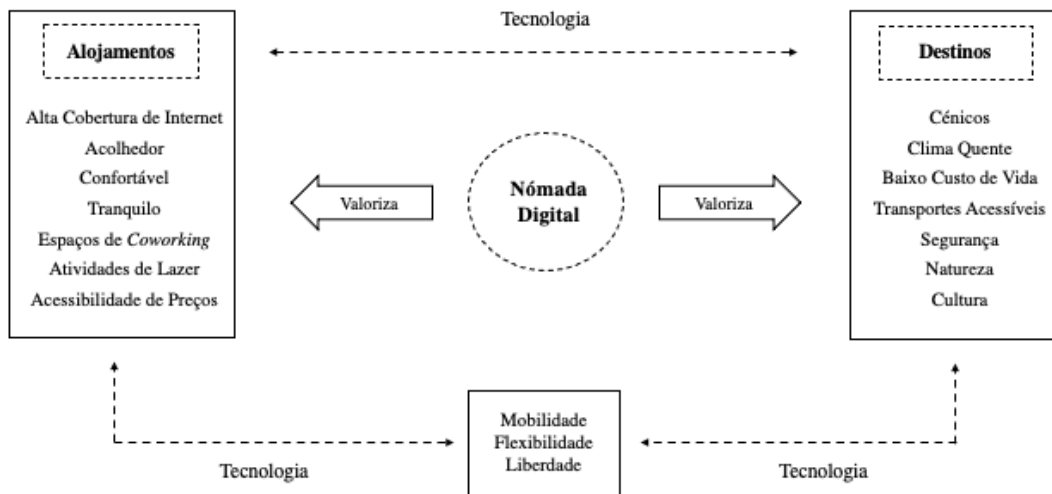 Tecnologia
Alojamentos
Alta Cobertura de Internet
Acolhedor
Confortável
Tranquilo
Espaços de Coworking
Atividades de Lazer
Acessibilidade de Preços
Valoriza
Nómada
Digital
Valoriza
Destinos
Cénicos
Clima Quente
Baixo Custo de Vida
Transportes Acessíveis
Segurança
Natureza
Cultura
Mobilidade
Flexibilidade
Liberdade
Tecnologia
Tecnologia